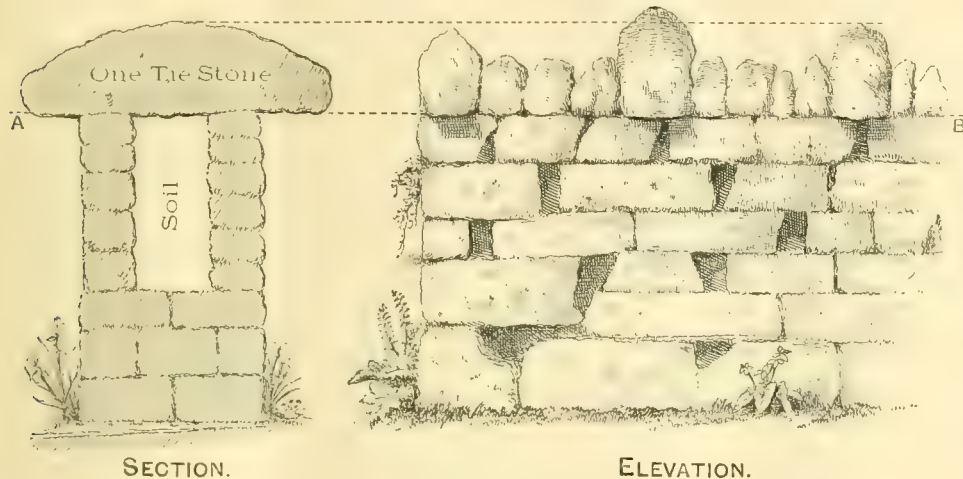 One Tie Stone
A
B
Soil
SECTION.
ELEVATION.